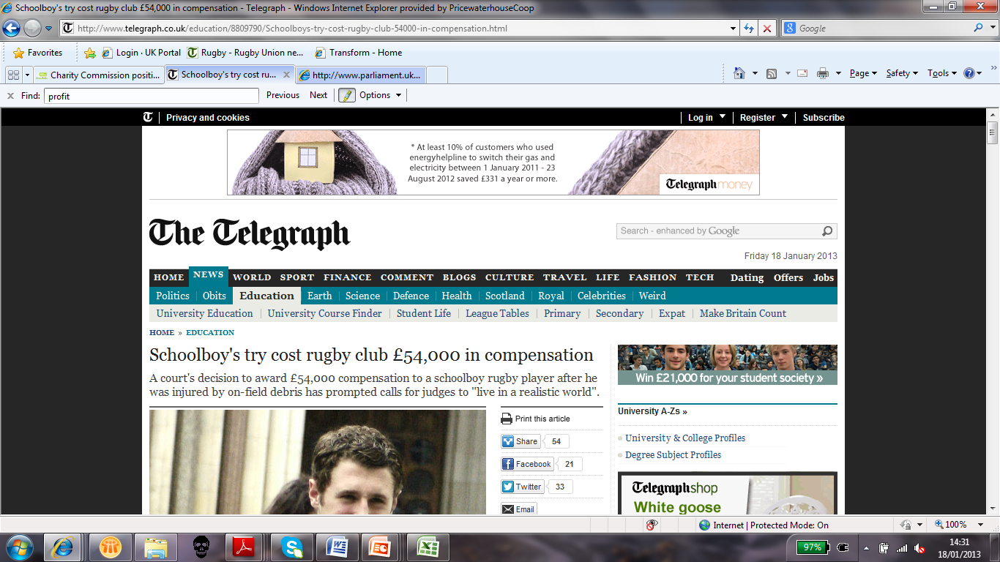 Schoolboy's try cost rugby club £54,000 in compensation - Telegraph - Windows Internet Explorer provided by PricewaterhouseCoop
http://www.telegraph.co.uk/education/8809790/Schoolboys-try-cost-rugby-club-54000-in-compensation.html
Google
Favorites
Login · UK Portal
Rugby - Rugby Union ne...
Transform - Home
Charity Commission positi...
Schoolboy's try cost ru...
http://www.parliament.uk...
Page
Safety
Tools
Find: profit
Previous
Next
Options
Privacy and cookies
Log in
Register
Subscribe
* At least 10% of customers who used
energyhelpline to switch their gas and
electricity between 1 January 2011 - 23
August 2012 saved £331 a year or more.
Telegraph money
The Telegraph
Search - enhanced by Google
Friday 18 January 2013
HOME NEWS WORLD SPORT FINANCE COMMENT BLOGS CULTURE TRAVEL LIFE FASHION TECH Dating Offers Jobs
Politics Obits Education Earth Science Defence Health Scotland Royal Celebrities Weird
University Education University Course Finder Student Life League Tables Primary Secondary Expat Make Britain Count
HOME » EDUCATION
Schoolboy's try cost rugby club £54,000 in compensation
A court's decision to award £54,000 compensation to a schoolboy rugby player after he
was injured by on-field debris has prompted calls for judges to "live in a realistic world".
Print this article
Share 54
Facebook 21
Twitter 33
Email
Win £21,000 for your student society »
University A-Zs »
University & College Profiles
Degree Subject Profiles
Telegraph shop
White goose
Internet | Protected Mode: On
100%
97%
14:31
18/01/2013